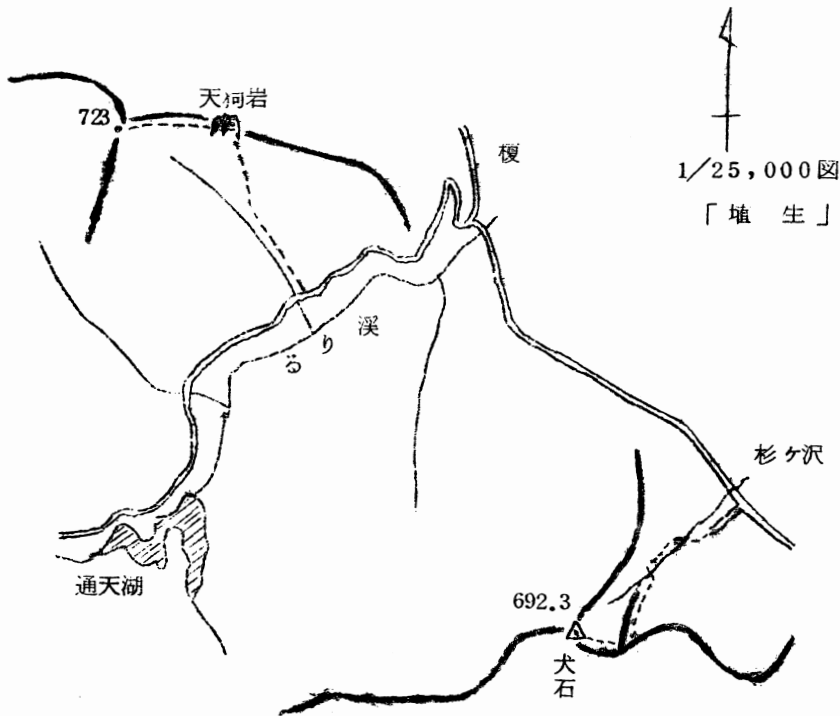 天狗岩
723
榎
1/25,000図
「埴生」
渓
り
る
杉ケ沢
通天湖
692.3
犬石